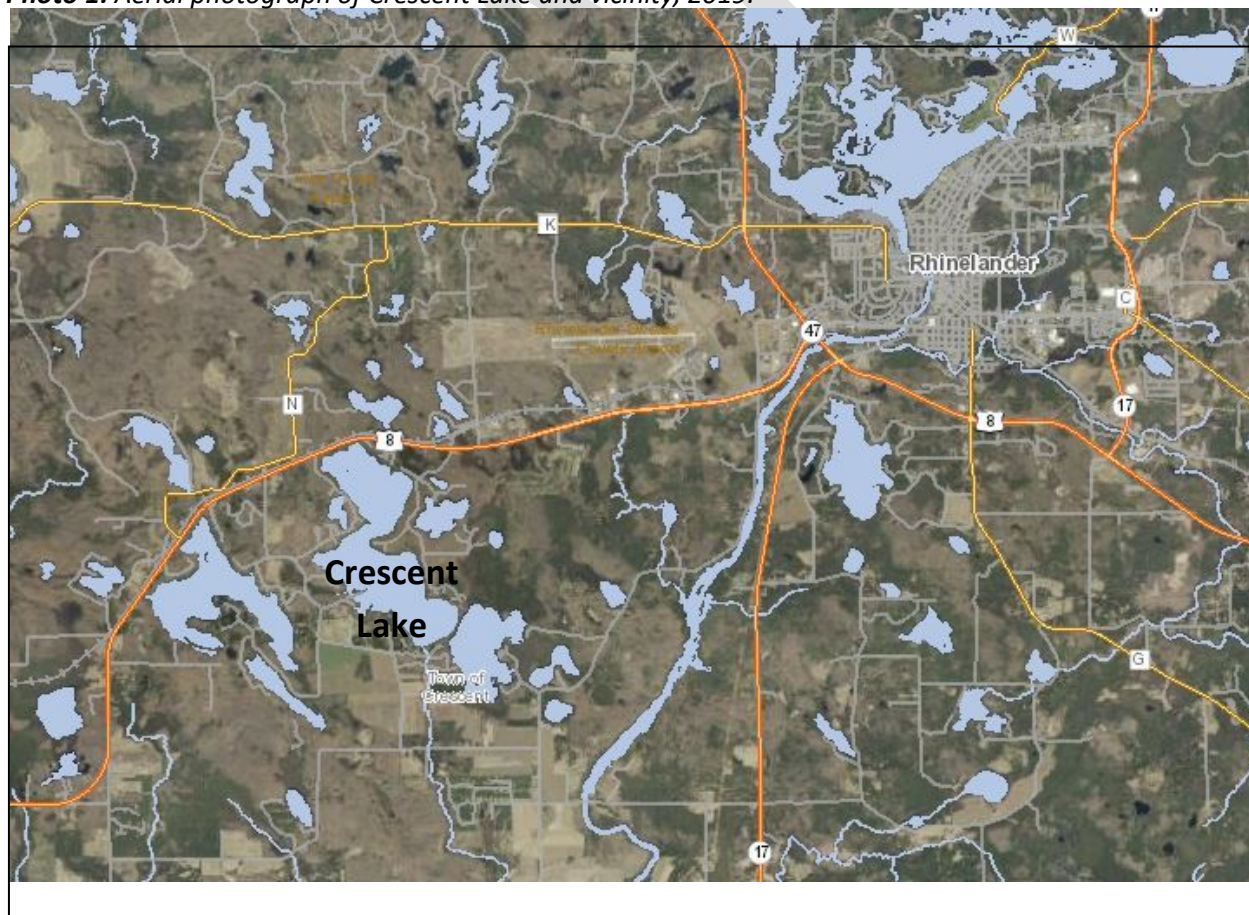 Photo 1. Aerial photograph of Crescent Lake and vicinity,
W
K
Rhinelander
C
47
N
17
8
8
Crescent
Lake
Town of
Crescent
G
17